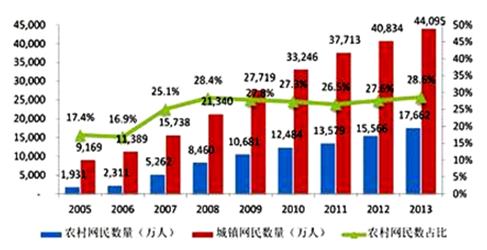 45,000 40,000 35,000 30,000 25,000 20,000 15,000 10,000 5,000 -
50% 45% 40% 35% 30% 25% 20% 15% 10% 5% 0%
17.4% 16.9% 25.1% 28.4% 27.8% 27.3% 26.5% 27.6% 28.6%
9,169 11,389 15,738 21,340 27,719 33,246 37,713 40,834 44,095
1,931 2,311 5,262 8,460 10,681 12,484 13,579 15,566 17,662
2005 2006 2007 2008 2009 2010 2011 2012 2013
农村网民数量(万人) 城镇网民数量(万人) 农村网民数占比